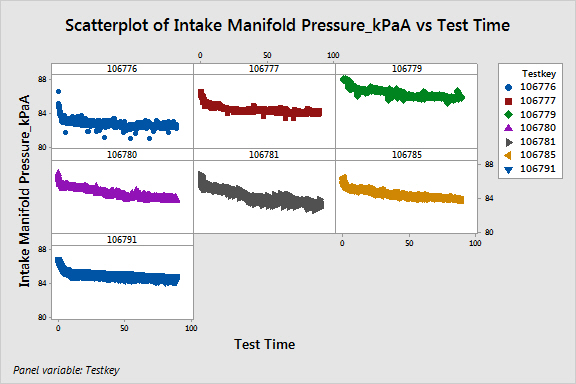 Scatterplot of Intake Manifold Pressure_kPaA vs Test Time
0 50 100
106776 106777 106779
88
84
80
106780 106781 106785
88
84
80
0 50 100
106791
88
84
80
0 50 100
Intake Manifold Pressure_kPaA
Test Time
Testkey
106776
106777
106779
106780
106781
106785
106791
Panel variable: Testkey